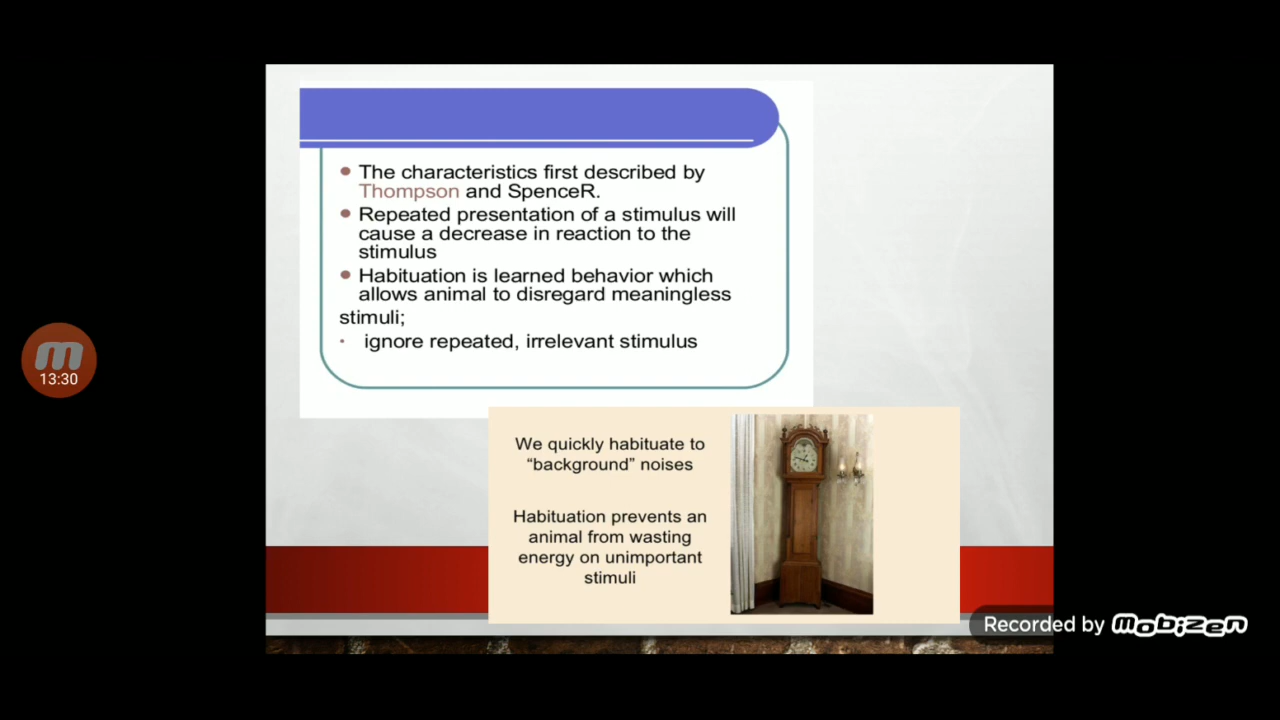 The characteristics first described by
Thompson and SpenceR.
Repeated presentation of a stimulus will
cause a decrease in reaction to the
stimulus
Habituation is learned behavior which
allows animal to disregard meaningless
stimuli;
ignore repeated, irrelevant stimulus
We quickly habituate to
“background” noises
Habituation prevents an
animal from wasting
energy on unimportant
stimuli
m
13:30
Recorded by mobizen